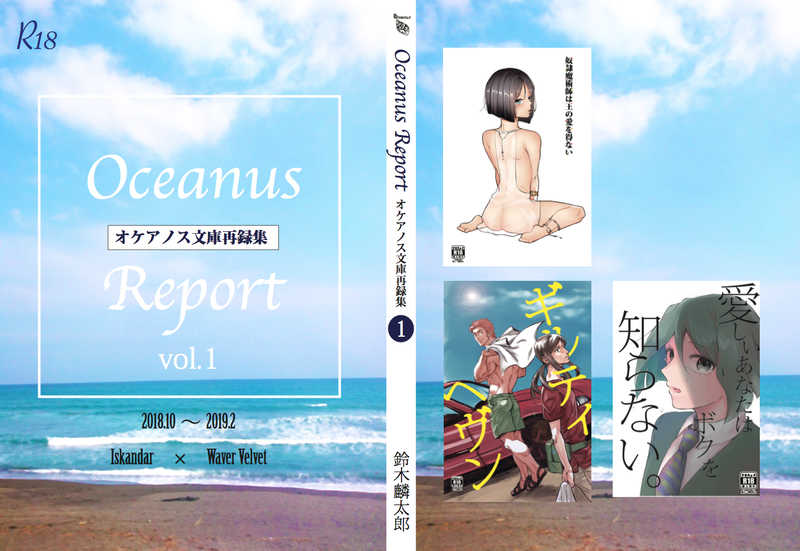 R18
Oceanus
オケアノス文庫再録集
Report
vol.1
2018.10 〜 2019.2
Iskandar × Waver Velvet
Oceanus Report オケアノス文庫再録集 1
鈴木麟太郎
奴隷魔術師は王の愛を得ない
R18
ギルティ
ヘヴン
R18
愛しいあなたは
ボクを
知らない。
R18